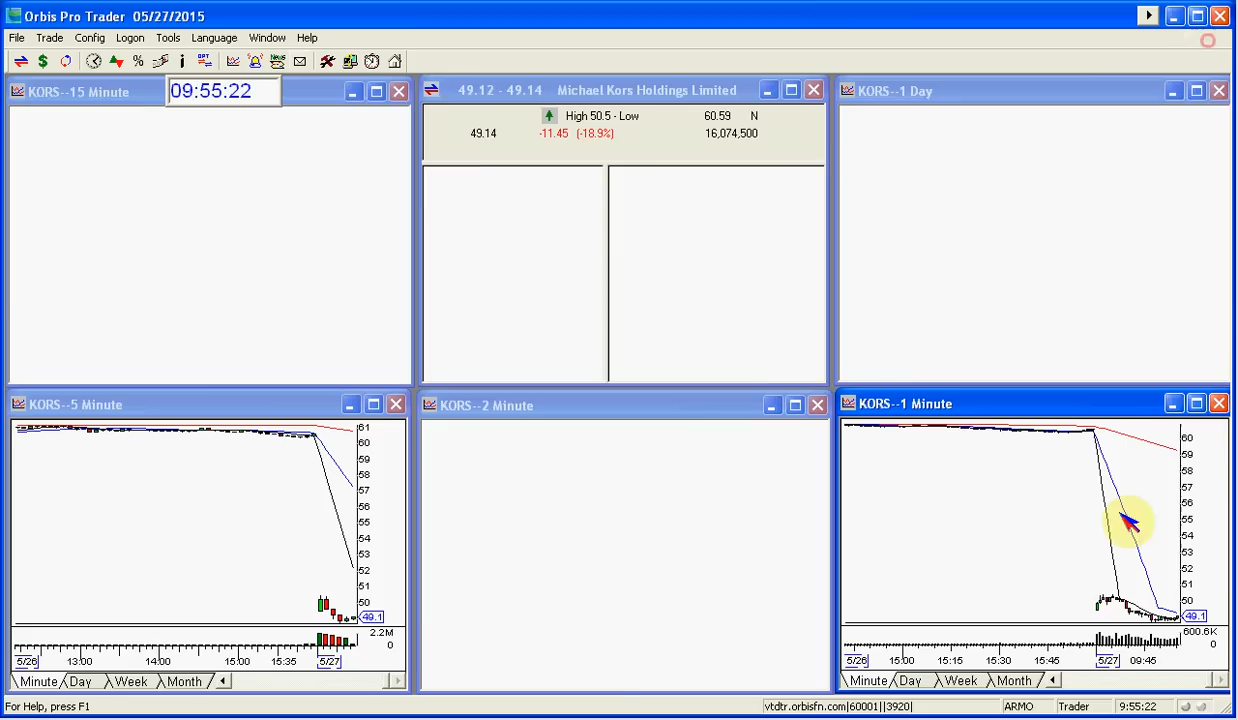 Orbis Pro Trader 05/27/2015
File Trade Config Logon Tools Language Window Help
KORS--15 Minute
09:55:22
49.12 - 49.14 Michael Kors Holdings Limited
High 50.5 - Low 60.59 N
49.14 -11.45 (-18.9%) 16,074,500
KORS--1 Day
KORS--5 Minute
61
60
59
58
57
56
55
54
53
52
51
50
49.1
2.2M
0
5/26 13:00 14:00 15:00 15:35 5/27
Minute Day Week Month
KORS--2 Minute
KORS--1 Minute
60
59
58
57
56
55
54
53
52
51
50
49.1
600.6K
0
5/26 15:00 15:15 15:30 15:45 5/27 09:45
Minute Day Week Month
For Help, press F1
vtdtr.orbisfn.com|60001||3920|
ARMO
Trader
9:55:22